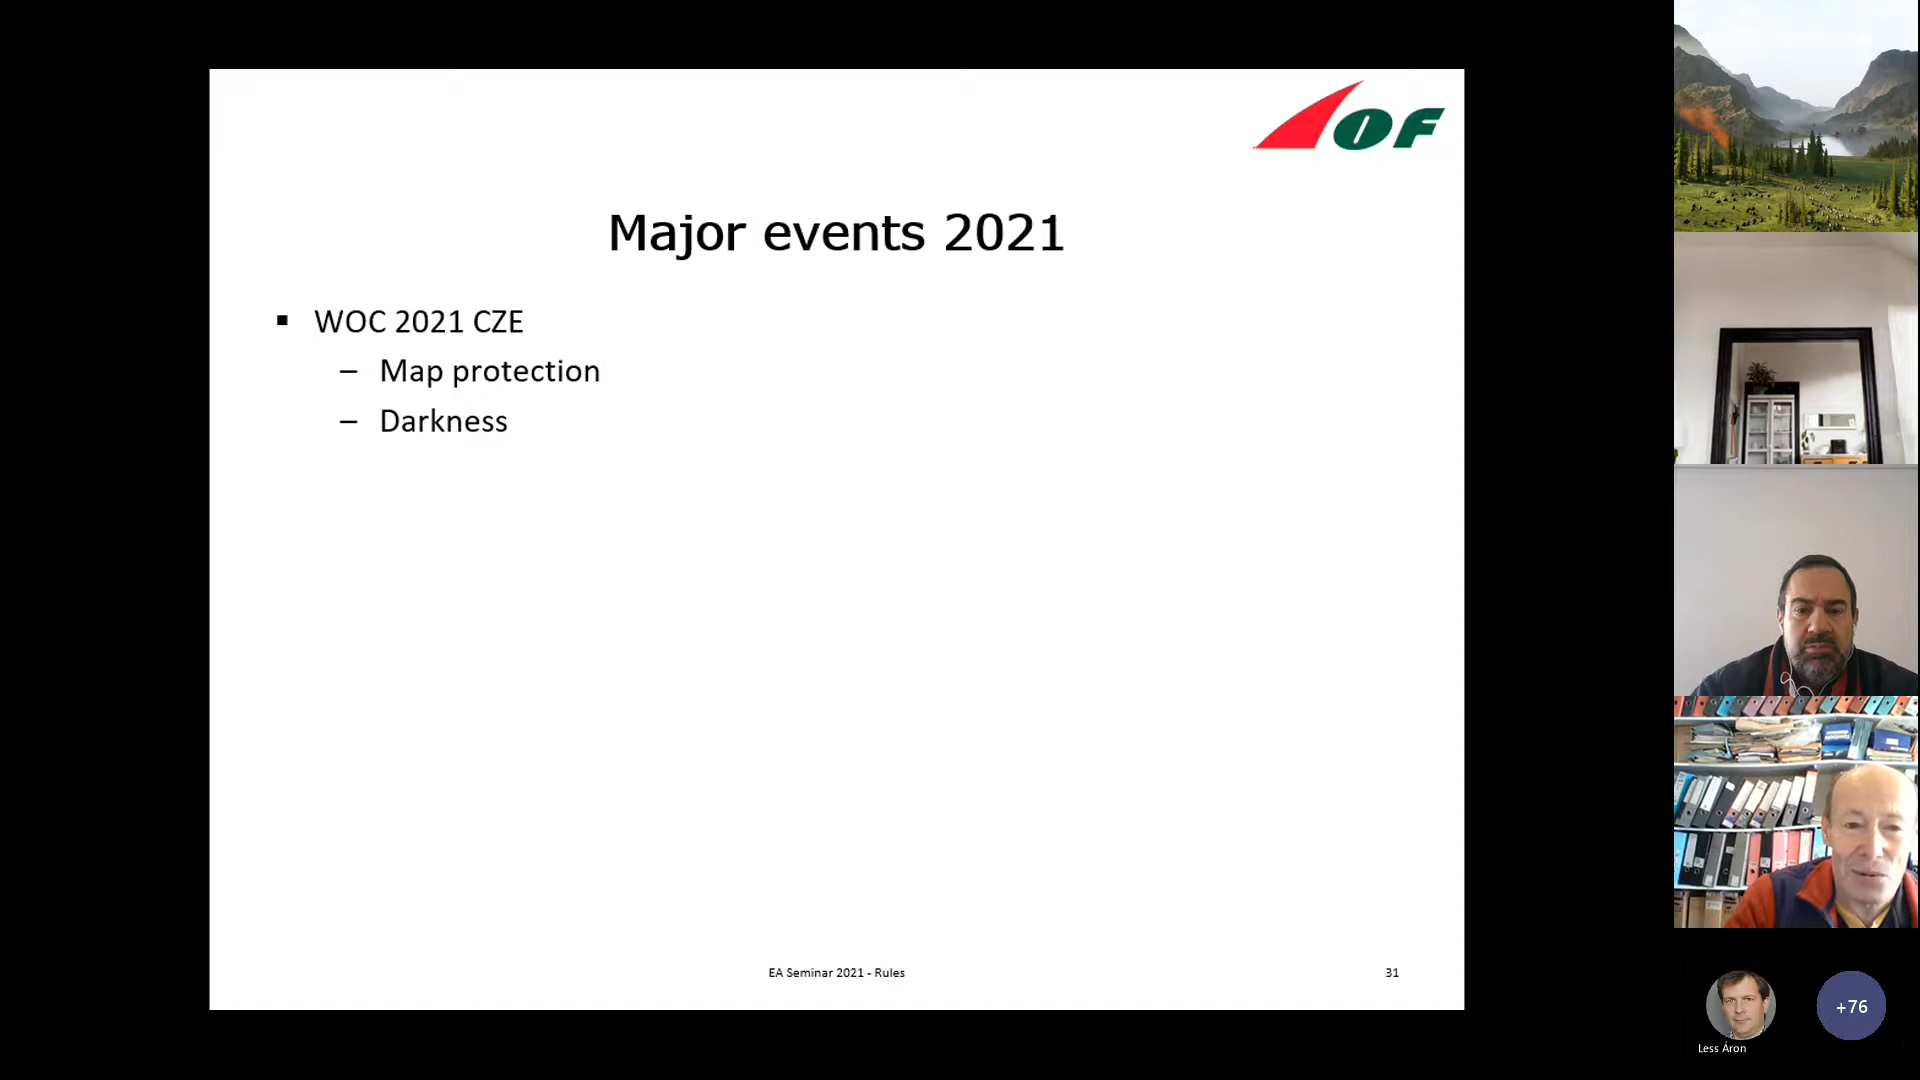 IOF
Major events 2021
▪ WOC 2021 CZE
– Map protection
– Darkness
EA Seminar 2021 - Rules
31
+76
Less Áron